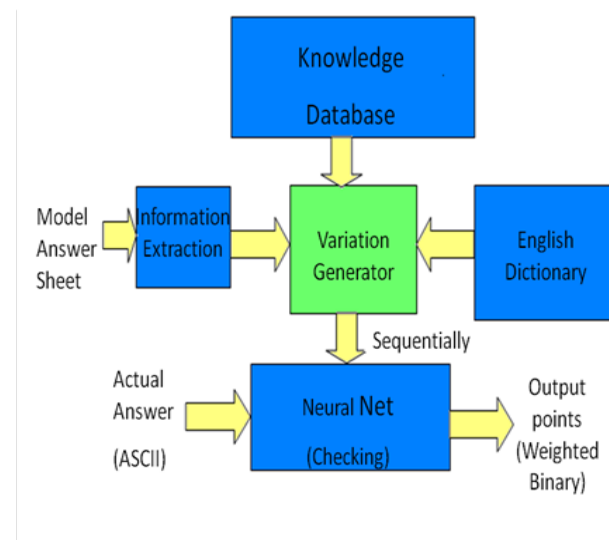 Knowledge
Database
Model
Answer
Sheet
Information
Extraction
Variation
Generator
English
Dictionary
Sequentially
Actual
Answer
(ASCII)
Neural Net
(Checking)
Output
points
(Weighted
Binary)